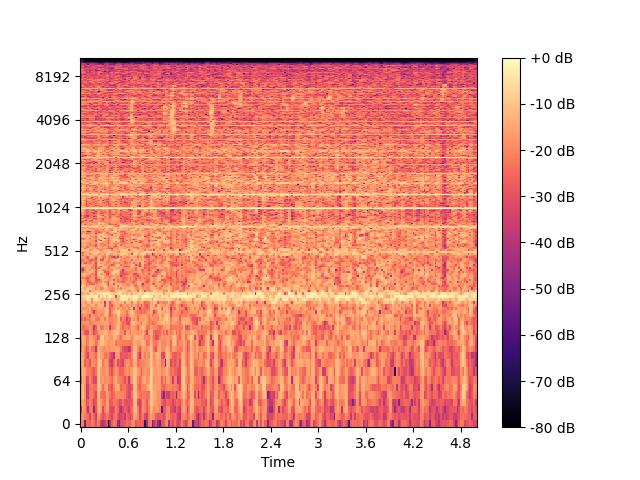 8192
4096
2048
1024
512
256
128
64
0
Hz
0 0.6 1.2 1.8 2.4 3 3.6 4.2 4.8
Time
+0 dB
-10 dB
-20 dB
-30 dB
-40 dB
-50 dB
-60 dB
-70 dB
-80 dB